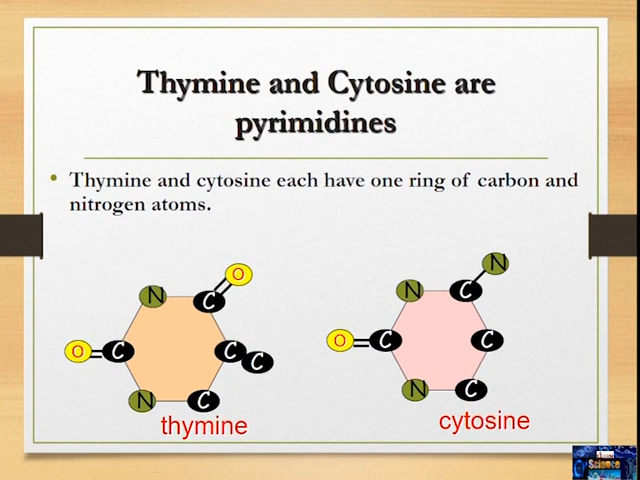 Thymine and Cytosine are
pyrimidines
• Thymine and cytosine each have one ring of carbon and
nitrogen atoms.
O
N
C
O
C
C
C
N
C
thymine
N
N
C
O
C
C
N
C
cytosine
Science